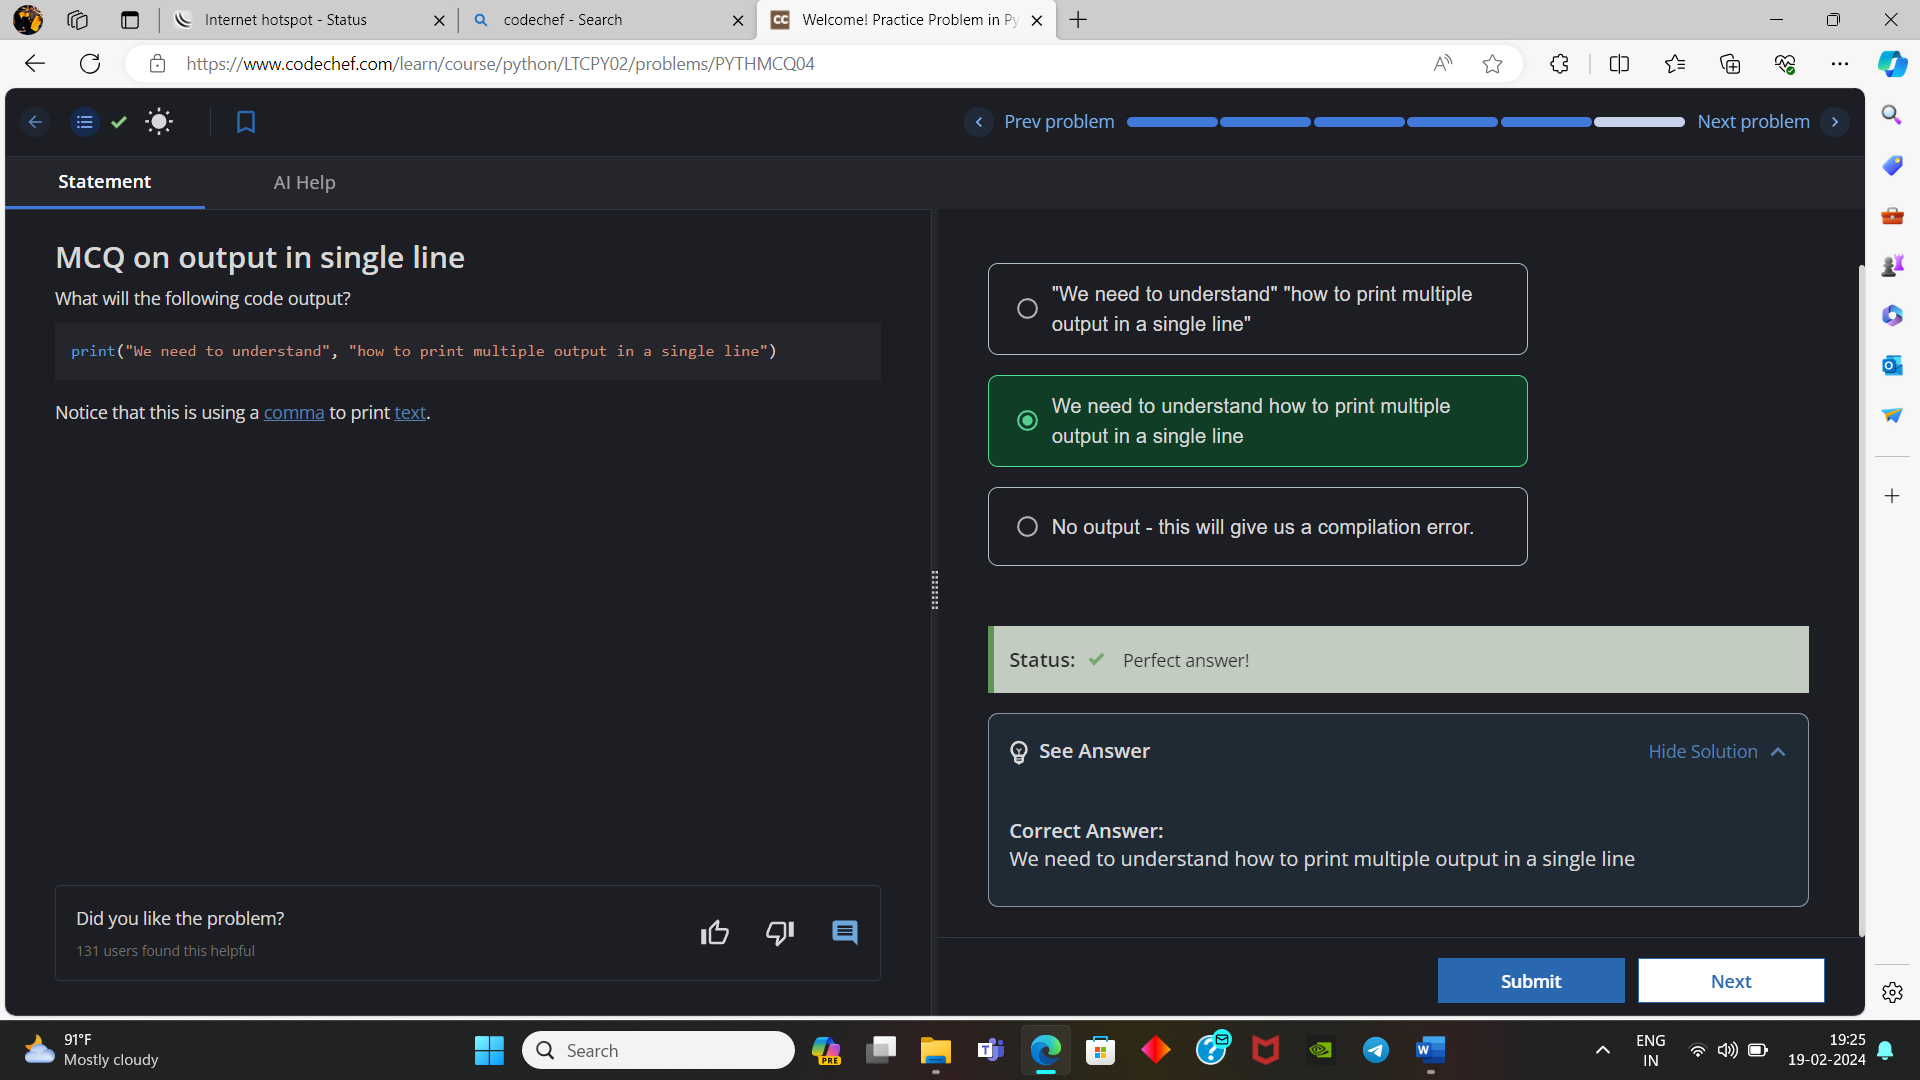 Internet hotspot - Status
codechef - Search
CC
Welcome! Practice Problem in Py
https://www.codechef.com/learn/course/python/LTCPY02/problems/PYTHMCQ04
Prev problem
Next problem
Statement
AI Help
MCQ on output in single line
What will the following code output?
print("We need to understand", "how to print multiple output in a single line")
Notice that this is using a comma to print text.
Did you like the problem?
131 users found this helpful
"We need to understand" "how to print multiple
output in a single line"
We need to understand how to print multiple
output in a single line
No output - this will give us a compilation error.
Status: Perfect answer!
See Answer
Hide Solution
Correct Answer:
We need to understand how to print multiple output in a single line
Submit
Next
91°F
Mostly cloudy
Search
PRE
ENG
IN
19:25
19-02-2024